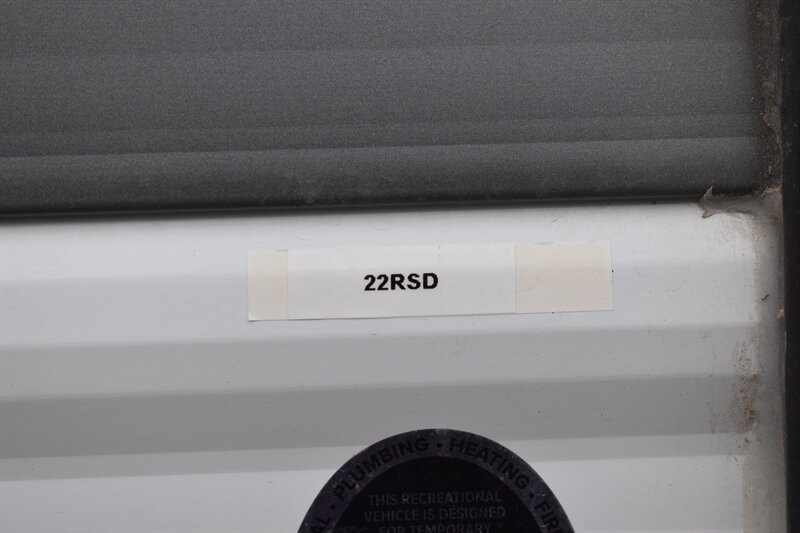 22RSD
PLUMBING • HEATING •
THIS RECREATIONAL
VEHICLE IS DESIGNED
FOR TEMPORARY